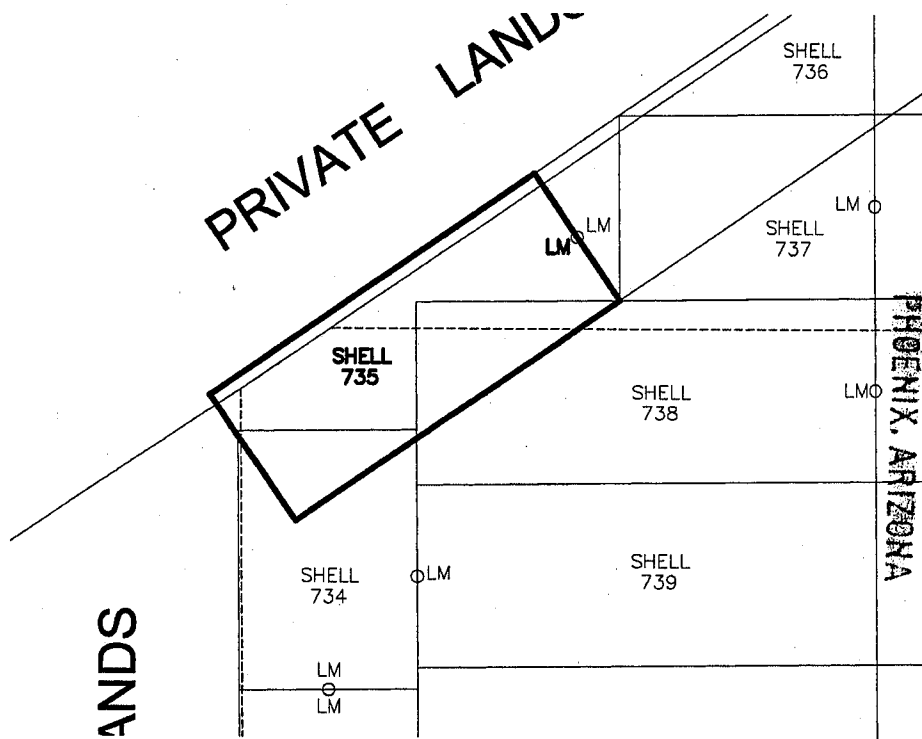 PRIVATE LANDS
SHELL
736
LM
LM
LM
SHELL
737
SHELL
735
SHELL
738
LM
PHOENIX, ARIZONA
SHELL
734
LM
SHELL
739
LM
LM
ANDS